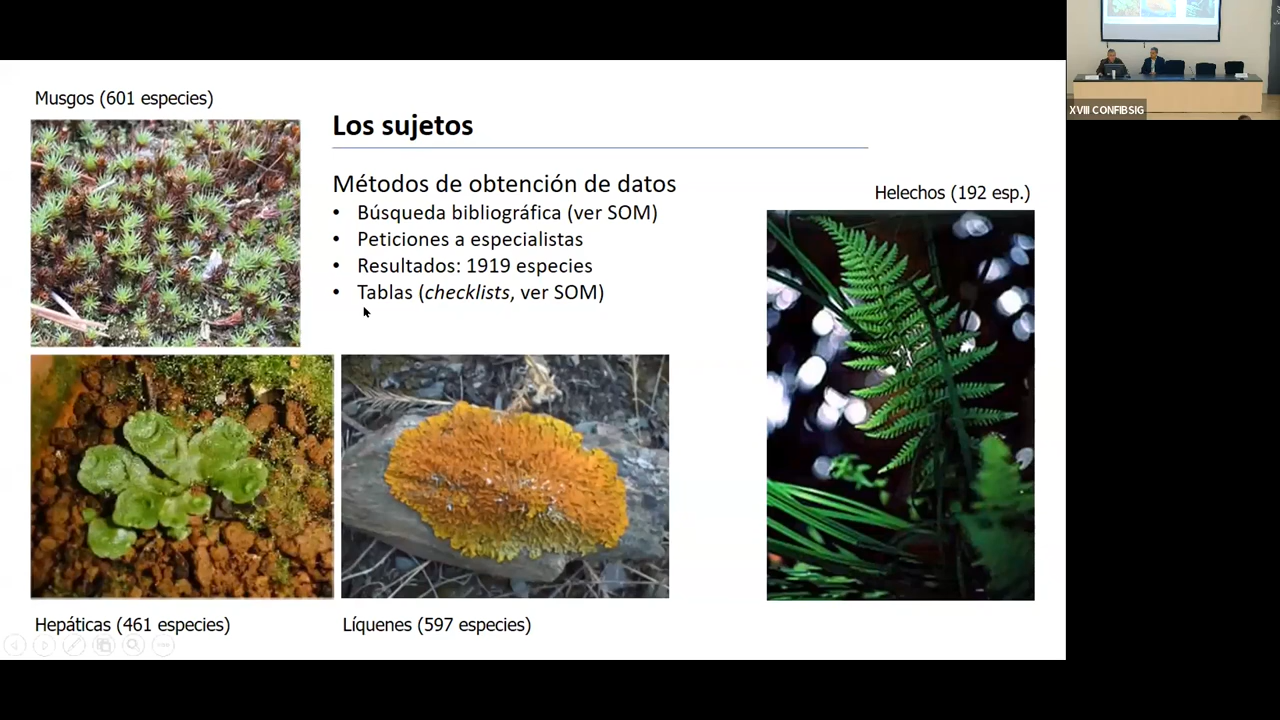 Musgos (601 especies)
Los sujetos
Métodos de obtención de datos
• Búsqueda bibliográfica (ver SOM)
• Peticiones a especialistas
• Resultados: 1919 especies
• Tablas (checklists, ver SOM)
Helechos (192 esp.)
Hepáticas (461 especies)
Líquenes (597 especies)
XVIII CONFIBSIG